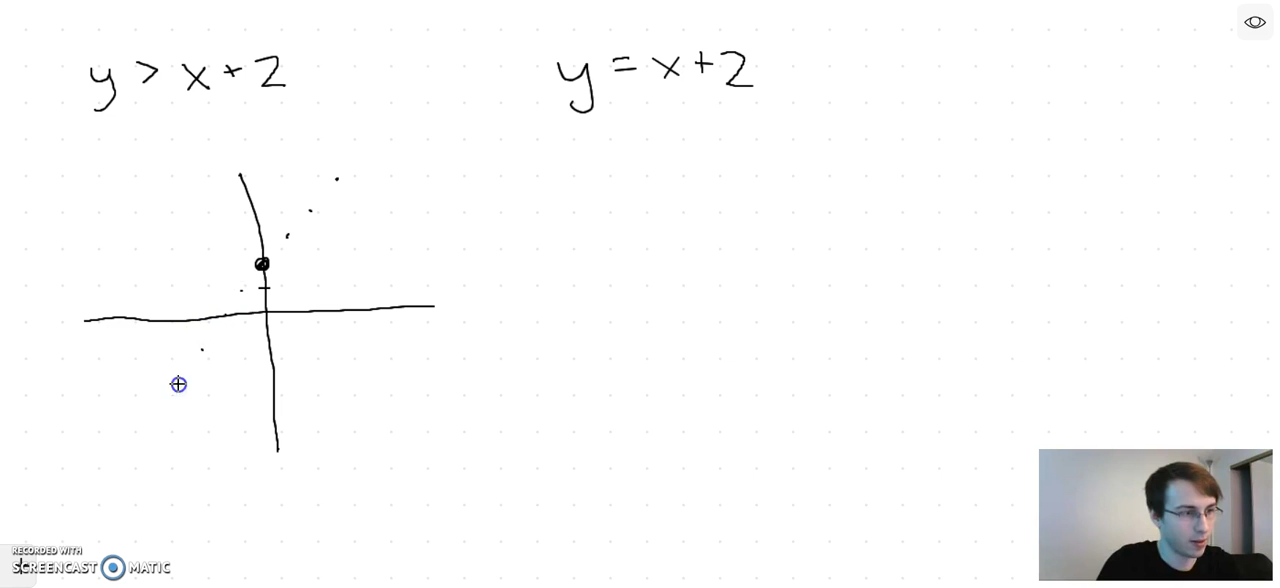 y > x + 2
y = x + 2
RECORDED WITH
SCREENCAST MATIC